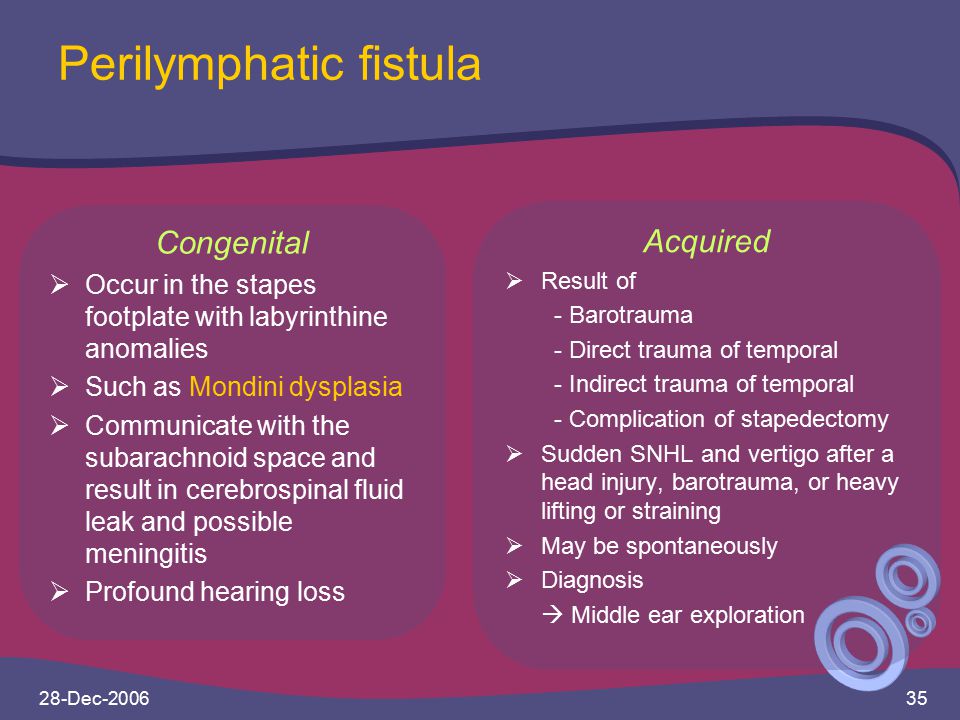 Perilymphatic fistula
Congenital
➢ Occur in the stapes
footplate with labyrinthine
anomalies
➢ Such as Mondini dysplasia
➢ Communicate with the
subarachnoid space and
result in cerebrospinal fluid
leak and possible
meningitis
➢ Profound hearing loss
Acquired
➢ Result of
- Barotrauma
- Direct trauma of temporal
- Indirect trauma of temporal
- Complication of stapedectomy
➢ Sudden SNHL and vertigo after a
head injury, barotrauma, or heavy
lifting or straining
➢ May be spontaneously
➢ Diagnosis
→ Middle ear exploration
28-Dec-2006
35